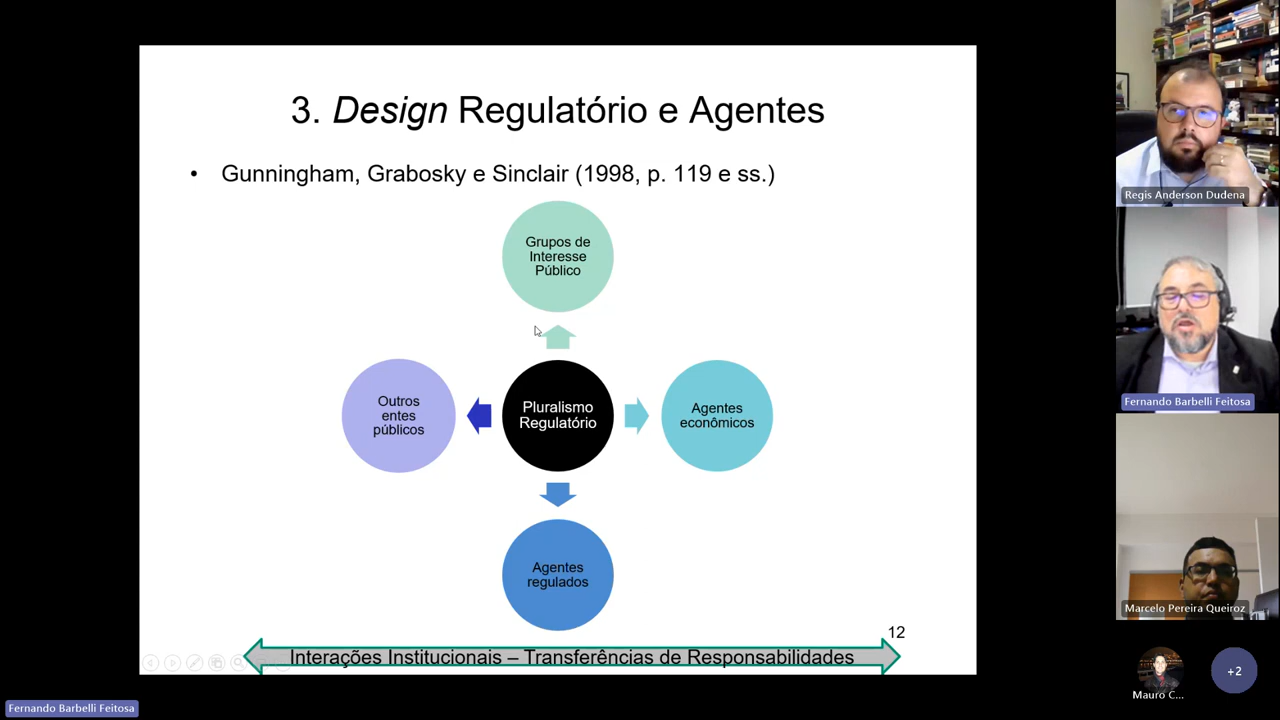 3. Design Regulatório e Agentes
• Gunningham, Grabosky e Sinclair (1998, p. 119 e ss.)
Grupos de
Interesse
Público
Outros
entes
públicos
Pluralismo
Regulatório
Agentes
econômicos
Agentes
regulados
12
Interações Institucionais – Transferências de Responsabilidades
Fernando Barbelli Feitosa
Regis Anderson Dudena
Fernando Barbelli Feitosa
Marcelo Pereira Queiroz
Mauro C...
+2